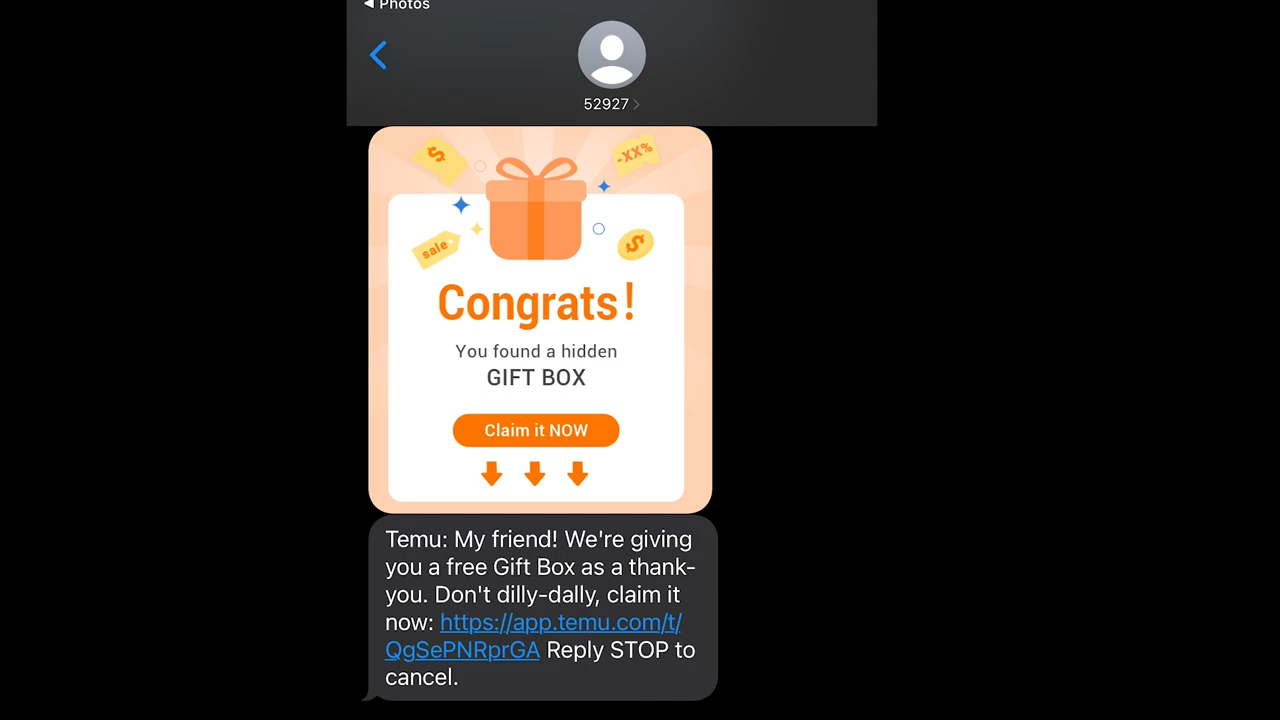 ◀ Photos
52927 >
$
-XX%
sale
$
Congrats!
You found a hidden
GIFT BOX
Claim it NOW
Temu: My friend! We're giving
you a free Gift Box as a thank-
you. Don't dilly-dally, claim it
now: https://app.temu.com/t/
QgSePNRprGA Reply STOP to
cancel.